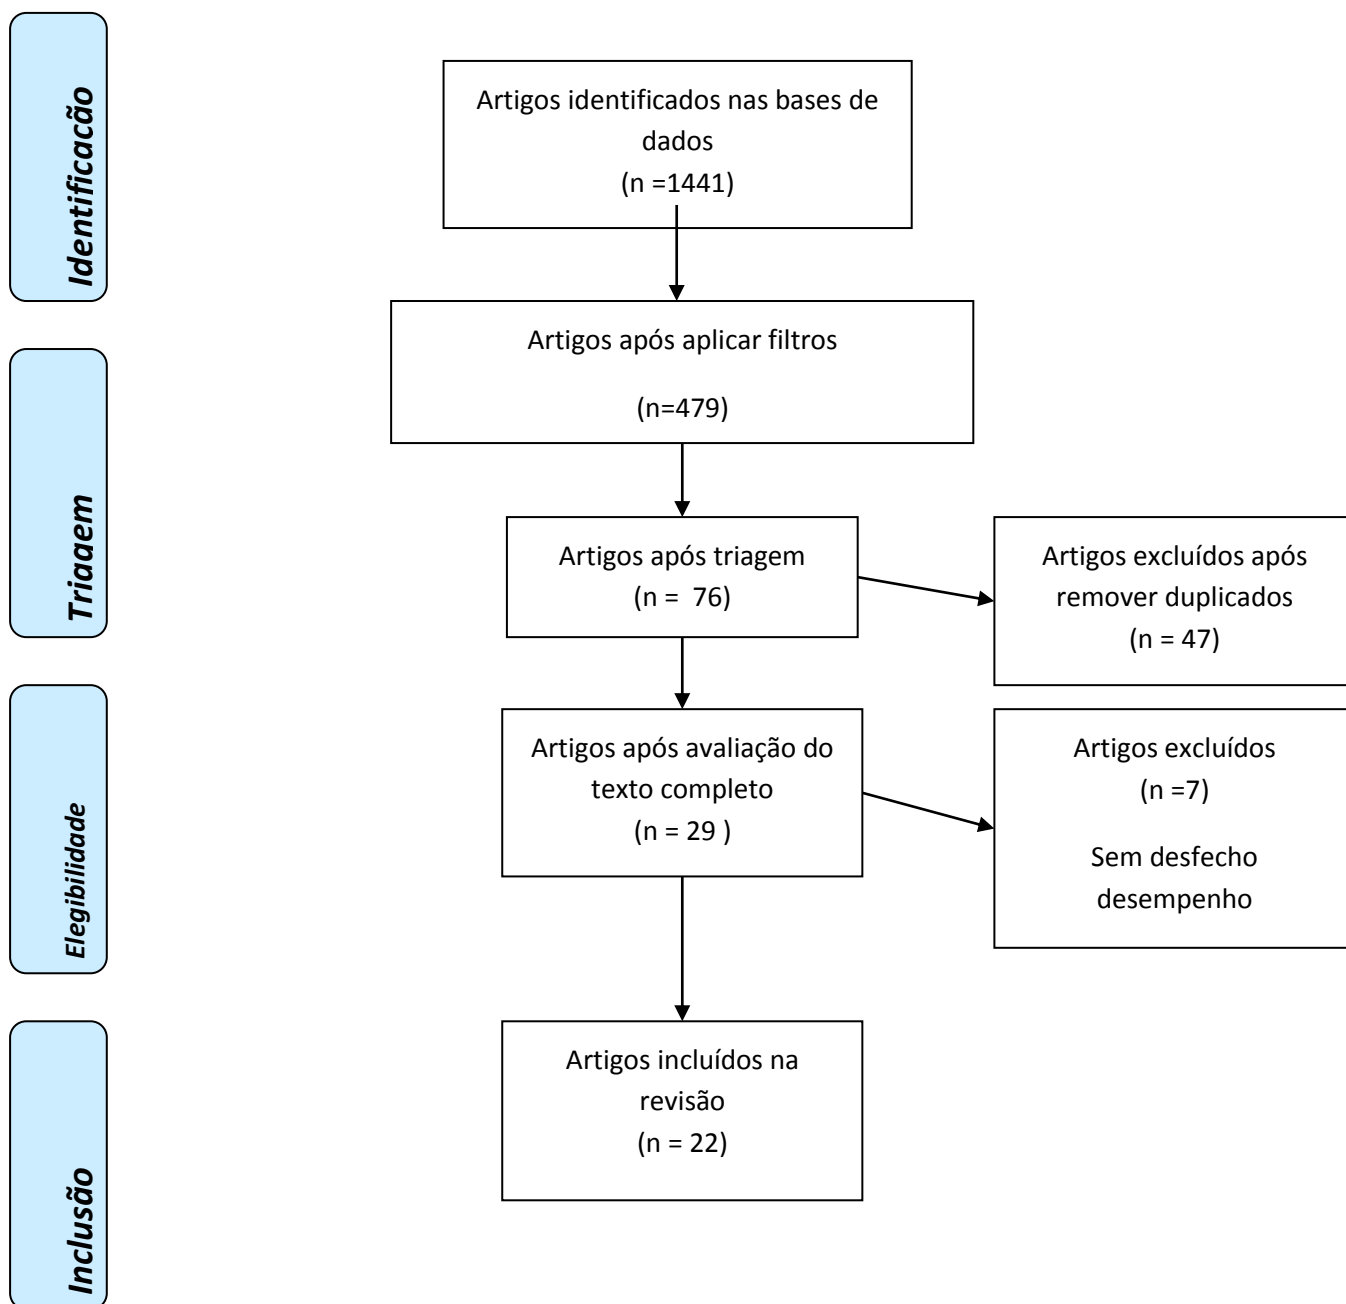 Identificacão
Artigos identificados nas bases de
dados
(n =1441)
Artigos após aplicar filtros
(n=479)
Triagem
Artigos após triagem
(n =  76)
Artigos excluídos após
remover duplicados
(n = 47)
Elegibilidade
Artigos após avaliação do
texto completo
(n = 29 )
Artigos excluídos
(n =7)
Sem desfecho
desempenho
Inclusão
Artigos incluídos na
revisão
(n = 22)